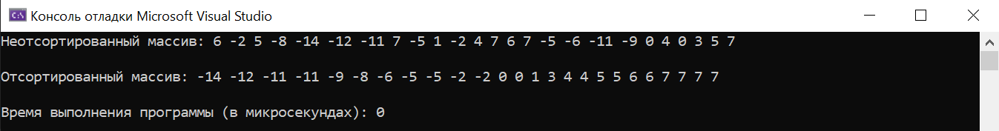 Консоль отладки Microsoft Visual Studio
Неотсортированный массив: 6 -2 5 -8 -14 -12 -11 7 -5 1 -2 4 7 6 7 -5 -6 -11 -9 0 4 0 3 5 7
Отсортированный массив: -14 -12 -11 -11 -9 -8 -6 -5 -5 -2 -2 0 0 1 3 4 4 5 5 6 6 7 7 7 7
Время выполнения программы (в микросекундах): 0